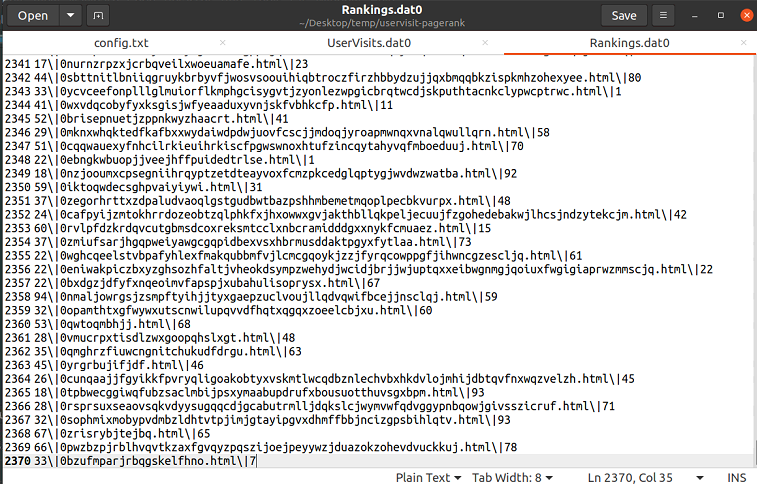 Open
Rankings.dat0
~/Desktop/temp/uservisit-pagerank
Save
config.txt
UserVisits.dat0
Rankings.dat0
2341 17\|0nurnzrpzxjcrbqveilxwoeuamafe.html\|23
2342 44\|0sbttnitlbniiqgruykbrbyvfjwosvsoouihiqbtroczfirzhbbydzujjqxbmqqbkzispkmhzohexyee.html\|80
2343 33\|0ycvceefonplllglmuiorflkmphgcisygvtjzyonlezwpgicbrqtwcdjskputhtacnkclypwcptrwc.html\|1
2344 41\|0wxvdqcobyfyxksgisjwfyeaaduxyvnjskfvbhkcfp.html\|11
2345 52\|0brisepnuetjzppnkwyzhaacrt.html\|41
2346 29\|0mknxwhqktedfkafbxxwydaiwdpdwjuovfcscjjmdoqjyroapmwnqxvnalqwullqrn.html\|58
2347 51\|0cqqwauexyfnhcilrkieuihrkiscfpgwswnoxhtufzincqytahyvqfmboeduuj.html\|70
2348 22\|0ebngkwbuopjjveejhffpuidedtrlse.html\|1
2349 18\|0nzjooumxcpsegniihrqyptzetdteayvoxfcmzpkcedglqptygjwvdwzwatba.html\|92
2350 59\|0iktoqwdecsghpvaiyiywi.html\|31
2351 37\|0zegorhrttxzdpaludvaoqlgstgudbwtbazpshhmbemetmqoplpecbkvurpx.html\|48
2352 24\|0cafpyijzmtokhrrdozeobtzqlphkfxjhxowwxgvjakthbllqkpeljecuujfzgohedebakwjlhcsjndzytekcjm.html\|42
2353 60\|0rvlpfdzkrdqvcutgbmsdcoxreksmtcclxnbcramidddgxxnykfcmuaez.html\|15
2354 37\|0zmiufsarjhgqpweiyawgcgqpidbexvsxhbrmusddaktpgyxfytlaa.html\|73
2355 22\|0wghcqeelstvbpafyhlexfmakqubbmfvjlcmcgqoykjzzjfyrqcowppgfjihwncgzescljq.html\|61
2356 22\|0eniwakpiczbxyzghsozhfaltjvheokdsympzwehydjwcidjbrjjwjuptqxxeibwgnmgjqoiuxfwgigiaprwzmmscjq.html\|22
2357 22\|0bxdgzjdfyfxnqeoimvfapspjxubahulisoprysx.html\|67
2358 94\|0nmaljowrgsjzsmpftyihjjtyxgaepzuclvoujllqdvqwifbcejjnsclqj.html\|59
2359 32\|0opamthtxgfwywxutscnwilupqvvdfhqtxqgqxzoeelcbjxu.html\|60
2360 53\|0qwtoqmbhjj.html\|68
2361 28\|0vmucrpxtisdlzwxgoopqhslxgt.html\|48
2362 35\|0qmghrzfiuwcngnitchukudfdrgu.html\|63
2363 45\|0yrgrbujifjdf.html\|46
2364 26\|0cunqaajjfgyikkfpvryqligoakobtyxvskmtlwcqdbznlechvbxhkdvlojmhijdbtqvfnxwqzvelzh.html\|45
2365 18\|0tpbwecggiwqfubzsaclmbijpsxymaabupdrufxbousuotthuvsgxbpm.html\|93
2366 28\|0rsprsuxseaovsqkvdyysugqqcdjgcabutrmlljdqkslcjwymvwfqdvggypnbqowjgivsszicruf.html\|71
2367 32\|0sophmixmobypvdmbzldhtvtpjimjgtayipgvxdhmffbbjncizgpsbihlqtv.html\|93
2368 67\|0zrisrybjtejbq.html\|65
2369 66\|0pwzbzpjrblhvqvtkzaxfgvqyzpqszijoejpeyywzjduazokzohevdvuckkuj.html\|78
2370 33\|0bzufmparjrbqgskelfhno.html\|7
Plain Text
Tab Width: 8
Ln 2370, Col 35
INS